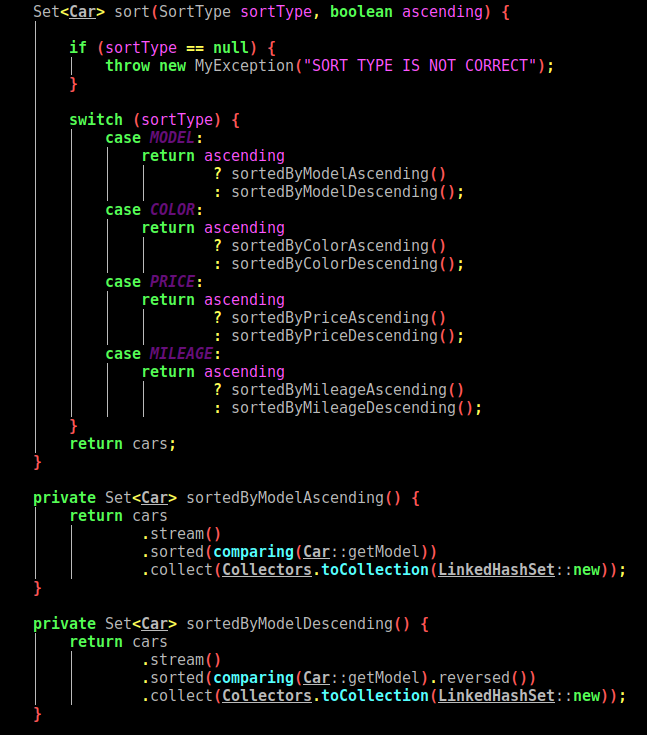 Set<Car> sort(SortType sortType, boolean ascending) {
if (sortType == null) {
throw new MyException("SORT TYPE IS NOT CORRECT");
}
switch (sortType) {
case MODEL:
return ascending
? sortedByModelAscending()
: sortedByModelDescending();
case COLOR:
return ascending
? sortedByColorAscending()
: sortedByColorDescending();
case PRICE:
return ascending
? sortedByPriceAscending()
: sortedByPriceDescending();
case MILEAGE:
return ascending
? sortedByMileageAscending()
: sortedByMileageDescending();
}
return cars;
}
private Set<Car> sortedByModelAscending() {
return cars
.stream()
.sorted(comparing(Car::getModel))
.collect(Collectors.toCollection(LinkedHashSet::new));
}
private Set<Car> sortedByModelDescending() {
return cars
.stream()
.sorted(comparing(Car::getModel).reversed())
.collect(Collectors.toCollection(LinkedHashSet::new));
}